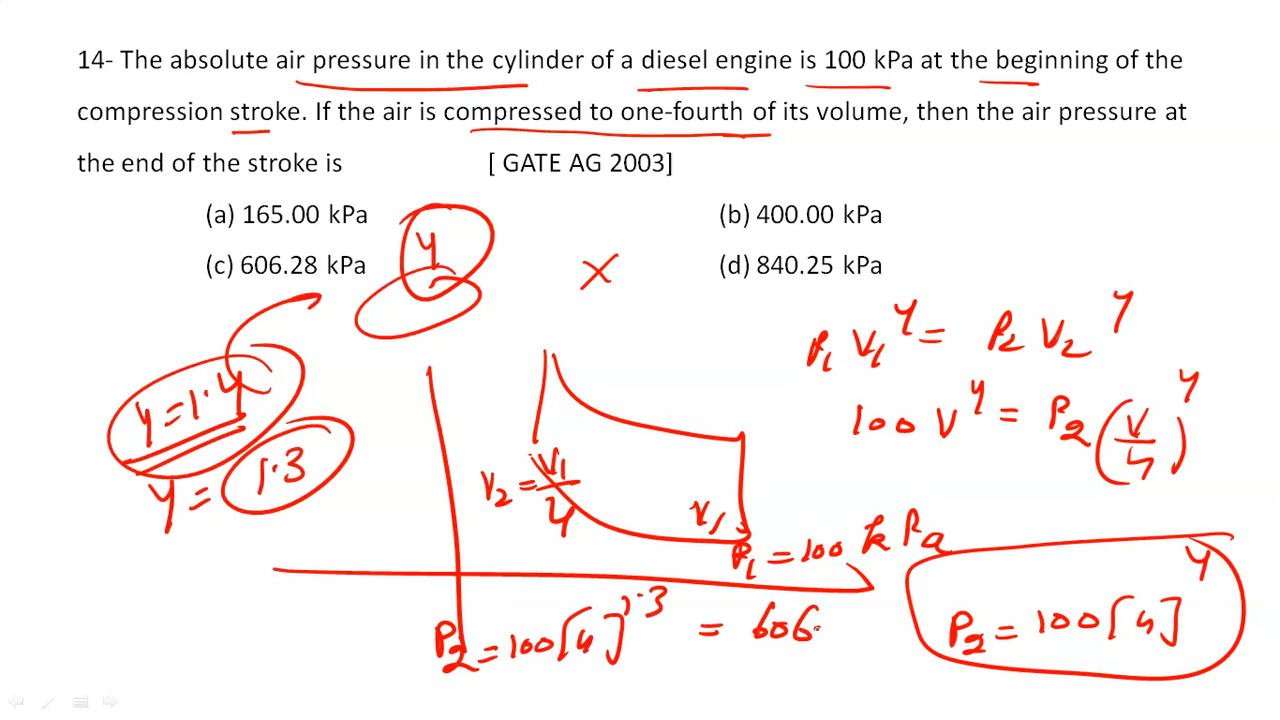 14- The absolute air pressure in the cylinder of a diesel engine is 100 kPa at the beginning of the
compression stroke. If the air is compressed to one-fourth of its volume, then the air pressure at
the end of the stroke is [ GATE AG 2003]
(a) 165.00 kPa (b) 400.00 kPa
(c) 606.28 kPa (d) 840.25 kPa
γ
×
P₁ V₁^γ = P₂ V₂^γ
γ = 1.4
100 V^γ = P₂ (V/4)^γ
γ = 1.3
V₂ = V₁/4
V₁
P₁ = 100 kPa
P₂ = 100[4]^1.3 = 606.
P₂ = 100[4]^γ